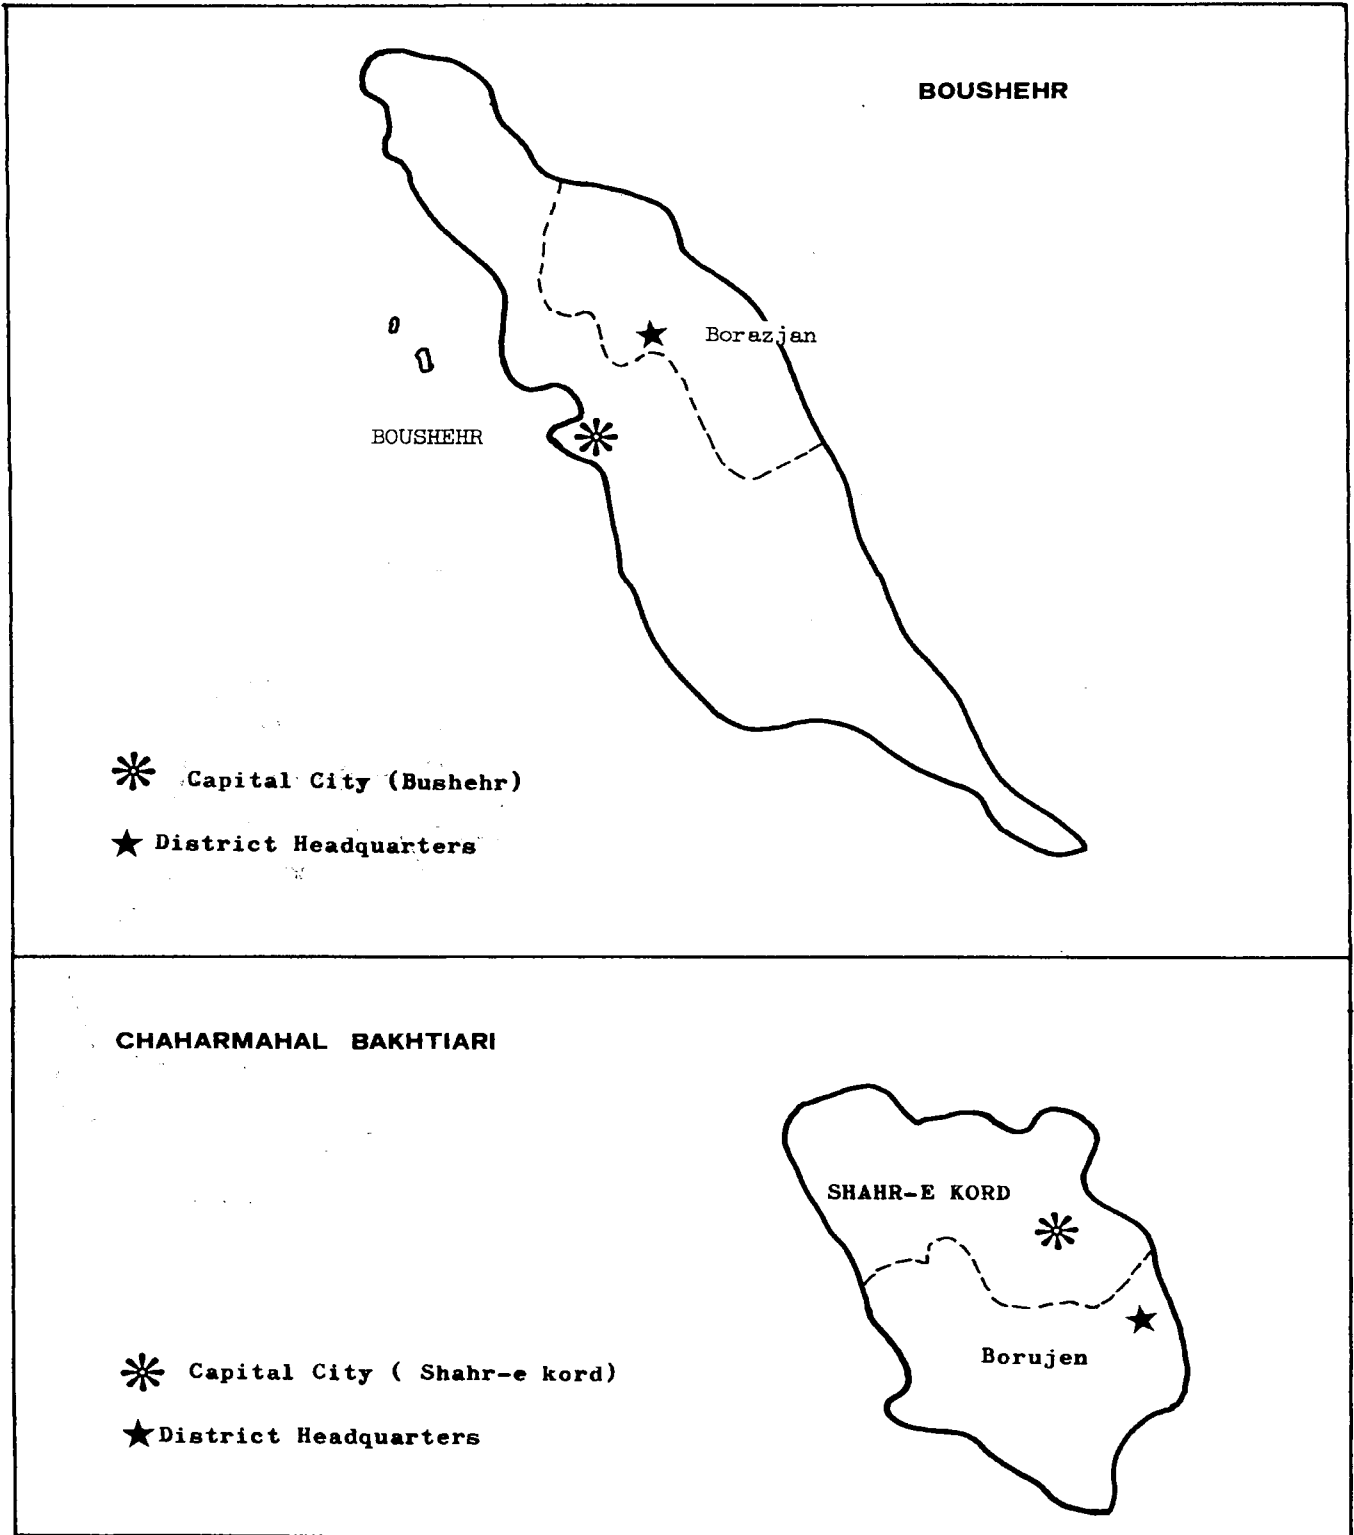 BOUSHEHR
Borazjan
BOUSHEHR
Capital City (Bushehr)
District Headquarters
CHAHARMAHAL BAKHTIARI
SHAHR-E KORD
Borujen
Capital City ( Shahr-e kord)
District Headquarters